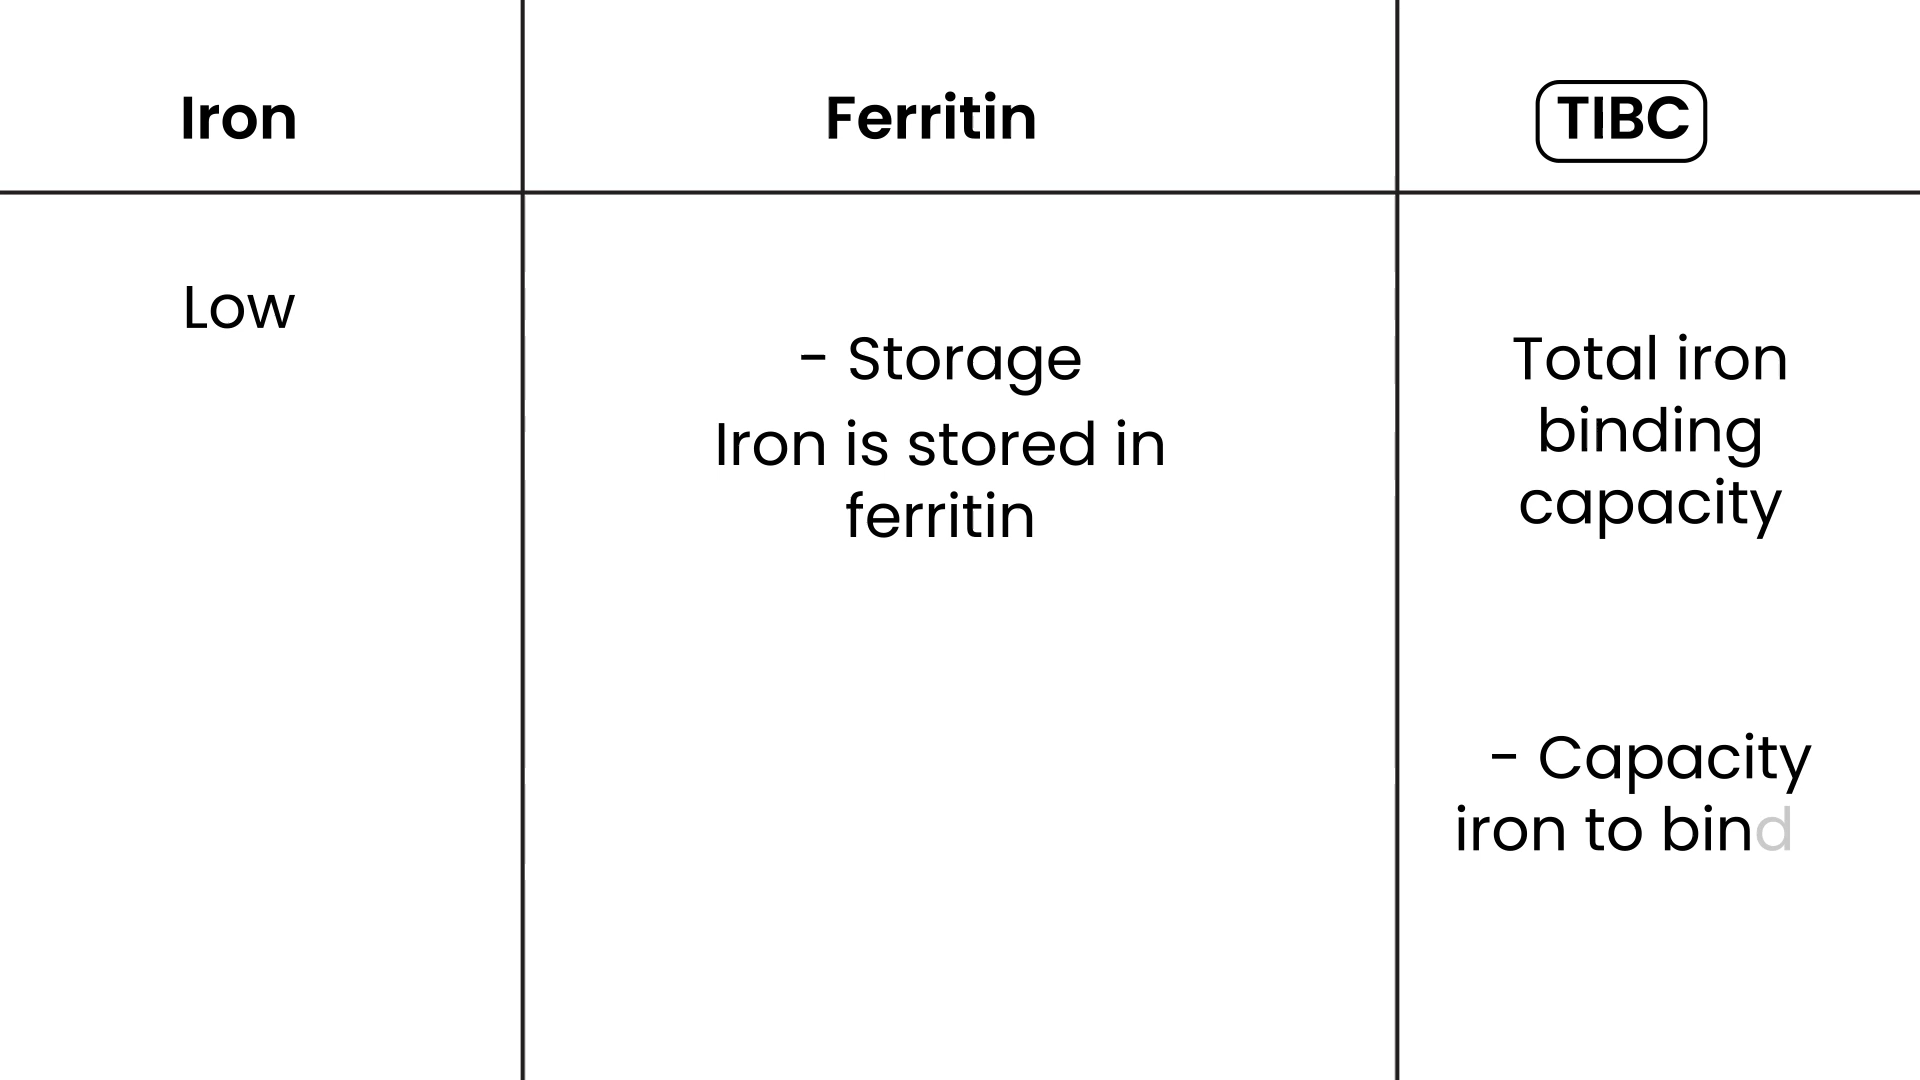 Iron
Ferritin
TIBC
Low
- Storage
Iron is stored in
ferritin
Total iron
binding
capacity
- Capacity
iron to bind